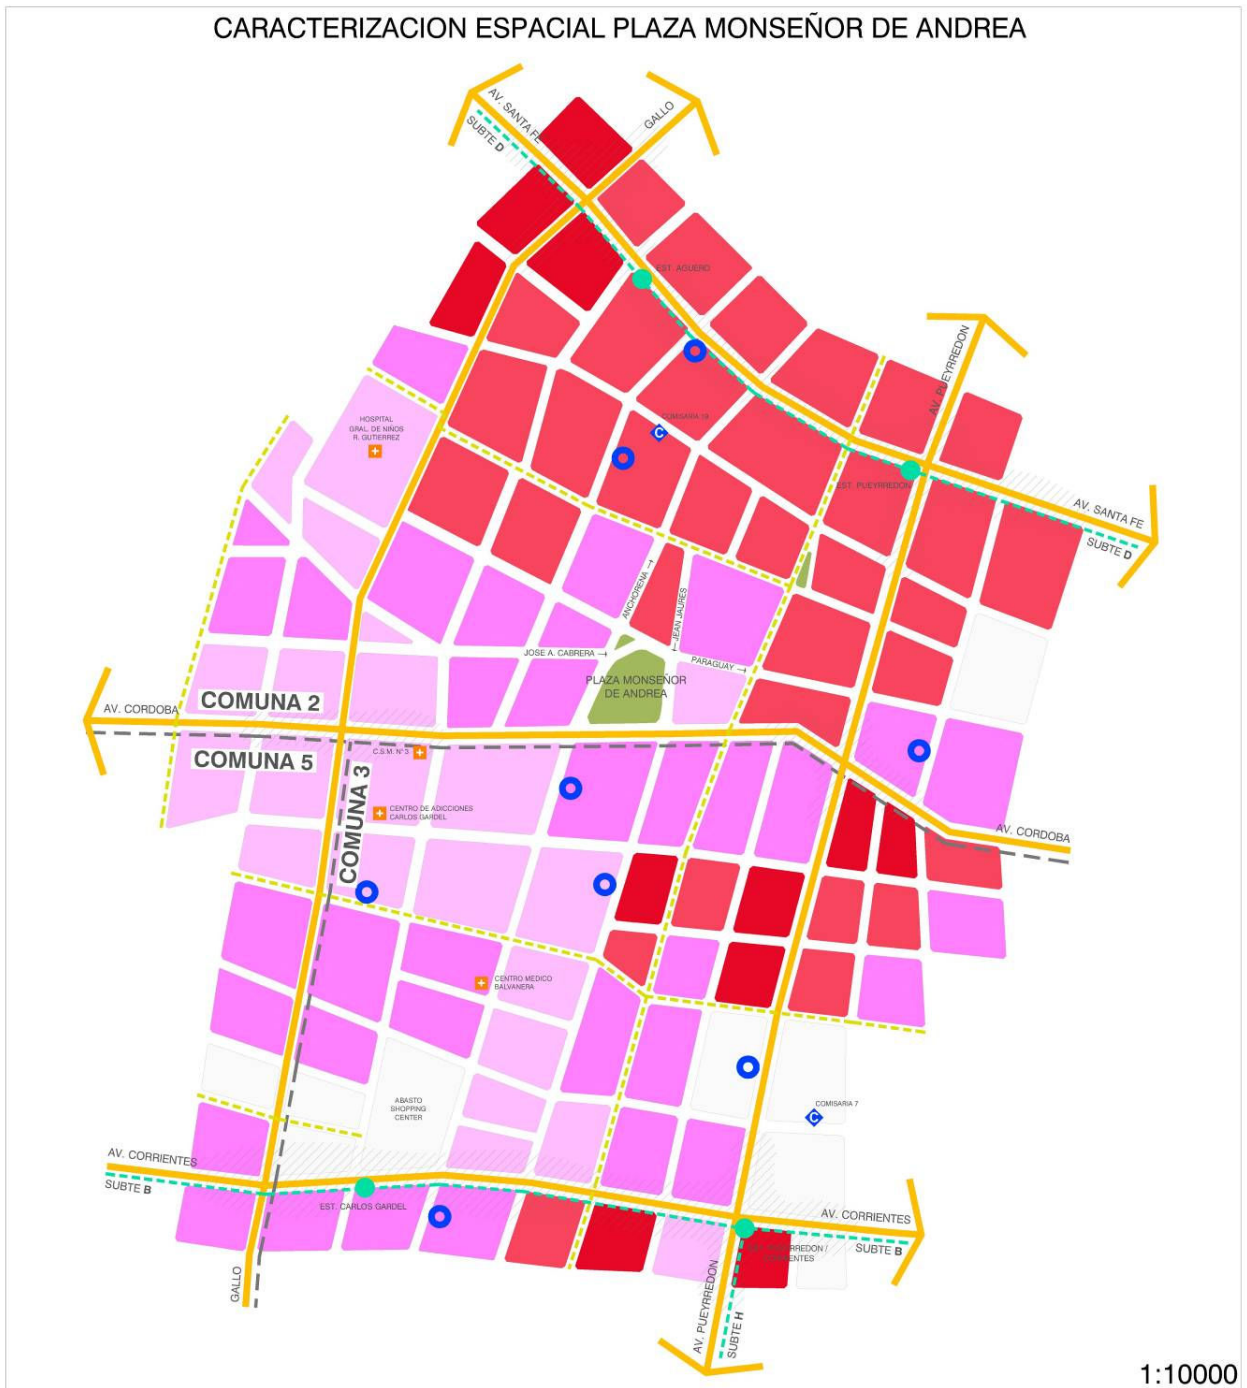 CARACTERIZACION ESPACIAL PLAZA MONSEÑOR DE ANDREA
AV. SANTA FE
SUBTE D
GALLO
EST. AGUERO
AV. PUEYRREDON
COMISARIA 19
HOSPITAL
GRAL. DE NIÑOS
R. GUTIERREZ
EST. PUEYRREDON
AV. SANTA FE
SUBTE D
ANCHORENA →
← JEAN JAURES
JOSE A. CABRERA →
PARAGUAY →
PLAZA MONSEÑOR
DE ANDREA
COMUNA 2
AV. CORDOBA
COMUNA 5
COMUNA 3
C.S.M. N° 3
CENTRO DE ADICCIONES
CARLOS GARDEL
AV. CORDOBA
CENTRO MEDICO
BALVANERA
ABASTO
SHOPPING
CENTER
COMISARIA 7
AV. CORRIENTES
SUBTE B
EST. CARLOS GARDEL
AV. CORRIENTES
SUBTE B
GALLO
AV. PUEYRREDON
SUBTE H
1:10000